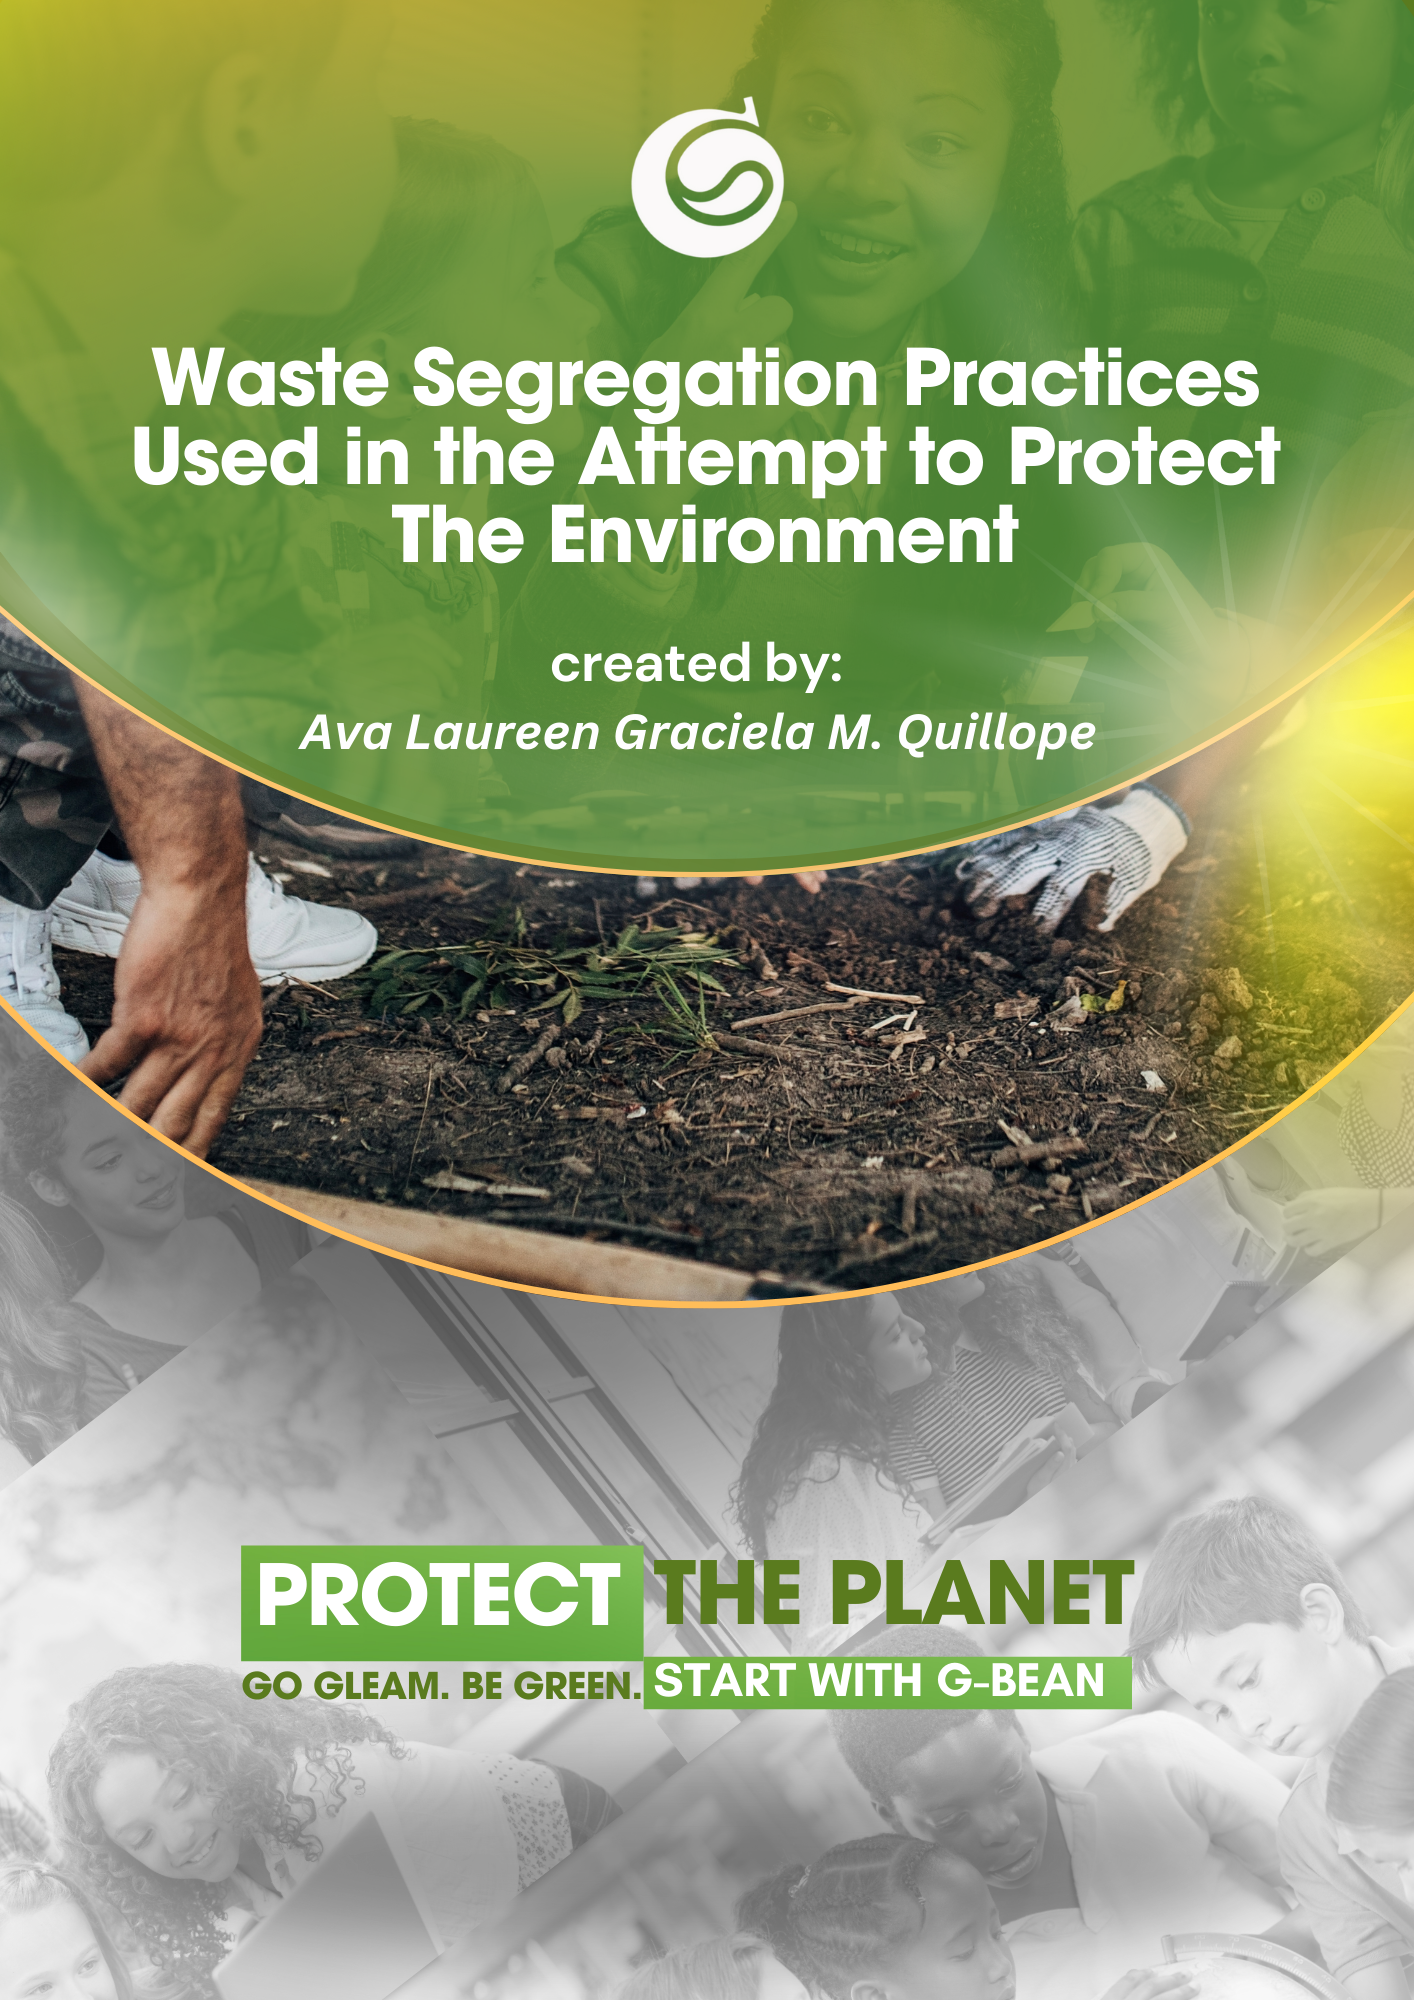 Waste Segregation Practices
Used in the Attempt to Protect
The Environment
created by:
Ava Laureen Graciela M. Quillope
PROTECT THE PLANET
GO GLEAM. BE GREEN. START WITH G-BEAN